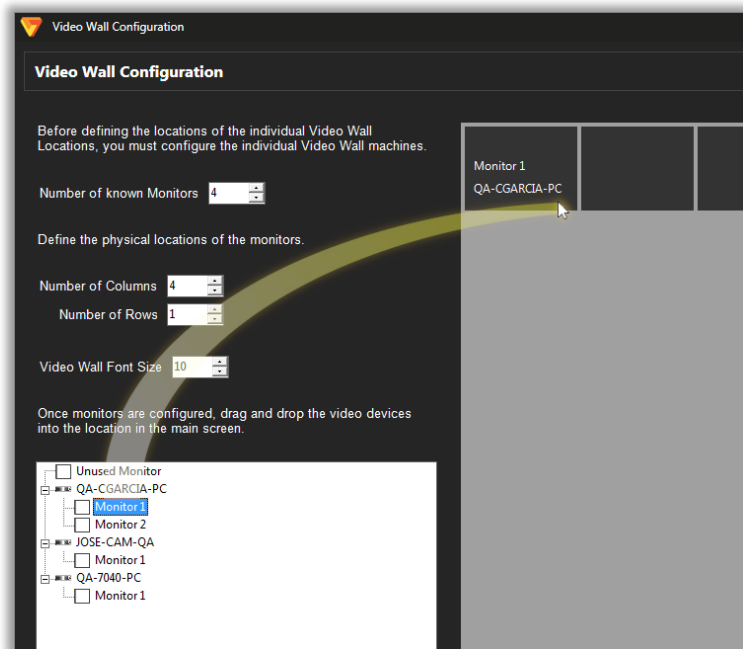 Video Wall Configuration
Video Wall Configuration
Before defining the locations of the individual Video Wall
Locations, you must configure the individual Video Wall machines.
Number of known Monitors 4
Define the physical locations of the monitors.
Number of Columns 4
Number of Rows 1
Video Wall Font Size 10
Once monitors are configured, drag and drop the video devices
into the location in the main screen.
Unused Monitor
QA-CGARCIA-PC
Monitor 1
Monitor 2
JOSE-CAM-QA
Monitor 1
QA-7040-PC
Monitor 1
Monitor 1
QA-CGARCIA-PC